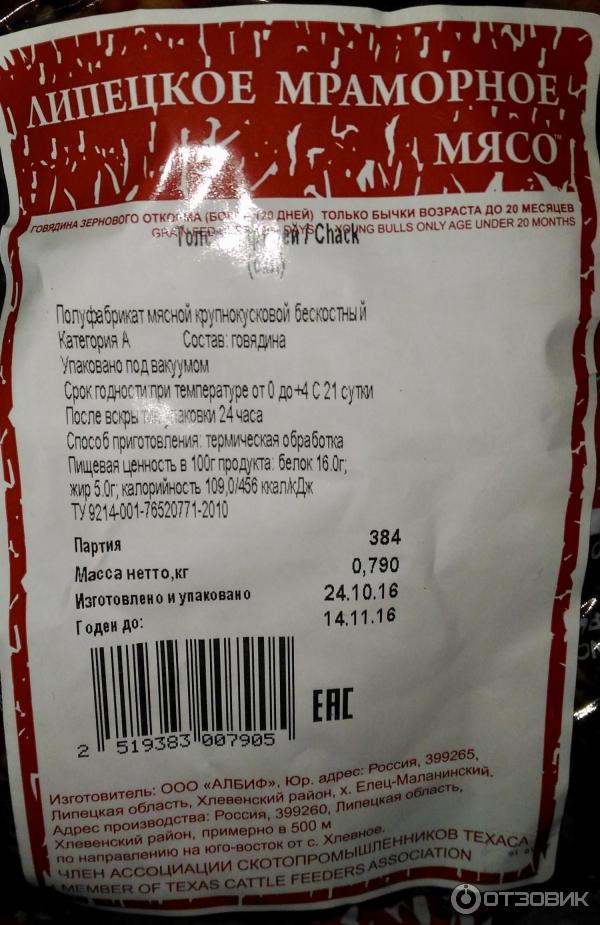 ЛИПЕЦКОЕ МРАМОРНОЕ
МЯСО™
ГОВЯДИНА ЗЕРНОВОГО ОТКОРМА 120 ДНЕЙ) ТОЛЬКО БЫЧКИ ВОЗРАСТА ДО 20 МЕСЯЦЕВ
YOUNG BULLS ONLY AGE UNDER 20 MONTHS
/ Chack
Полуфабрикат мясной крупнокусковой бескостный
Категория А Состав: говядина
Упаковано под вакуумом
Срок годности при температуре от 0 до +4 С 21 сутки
После упаковки 24 часа
Способ приготовления: термическая обработка
Пищевая ценность в 100г продукта: белок 16.0г;
жир 5.0г; калорийность 109,0/456 ккал/кДж
ТУ 9214-001-76520771-2010
Партия 384
Масса нетто,кг 0,790
Изготовлено и упаковано 24.10.16
Годен до: 14.11.16
2 519383 007905
EAC
Изготовитель: ООО «АЛБИФ», Юр. адрес: Россия, 399265,
Липецкая область, Хлевенский район, х. Елец-Маланинский.
Адрес производства: Россия, 399260, Липецкая область,
Хлевенский район, примерно в 500 м
по направлению на юго-восток от с. Хлевное.
ЧЛЕН АССОЦИАЦИИ СКОТОПРОМЫШЛЕННИКОВ ТЕХАСА
MEMBER OF TEXAS CATTLE FEEDERS ASSOCIATION
ОТЗОВИК